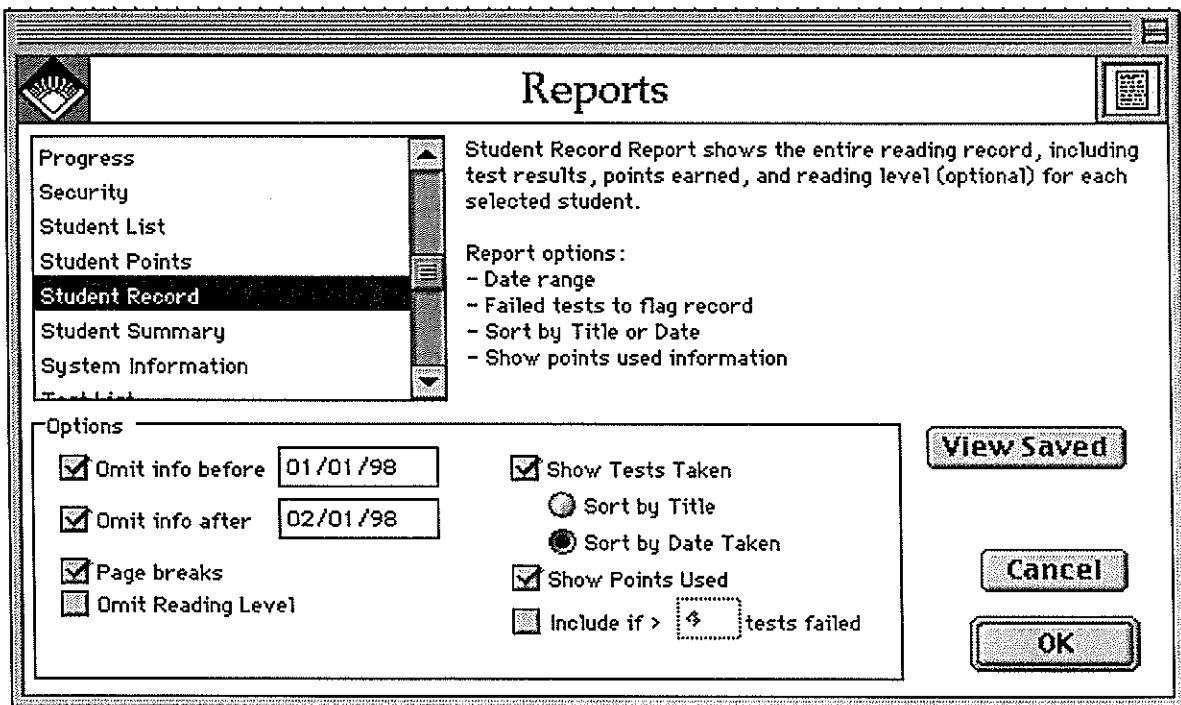 Reports
Progress
Security
Student List
Student Points
Student Record
Student Summary
System Information
Test List
Student Record Report shows the entire reading record, including
test results, points earned, and reading level (optional) for each
selected student.
Report options:
- Date range
- Failed tests to flag record
- Sort by Title or Date
- Show points used information
Options
Omit info before 01/01/98
Omit info after 02/01/98
Page breaks
Omit Reading Level
Show Tests Taken
Sort by Title
Sort by Date Taken
Show Points Used
Include if > tests failed
View Saved
Cancel
OK